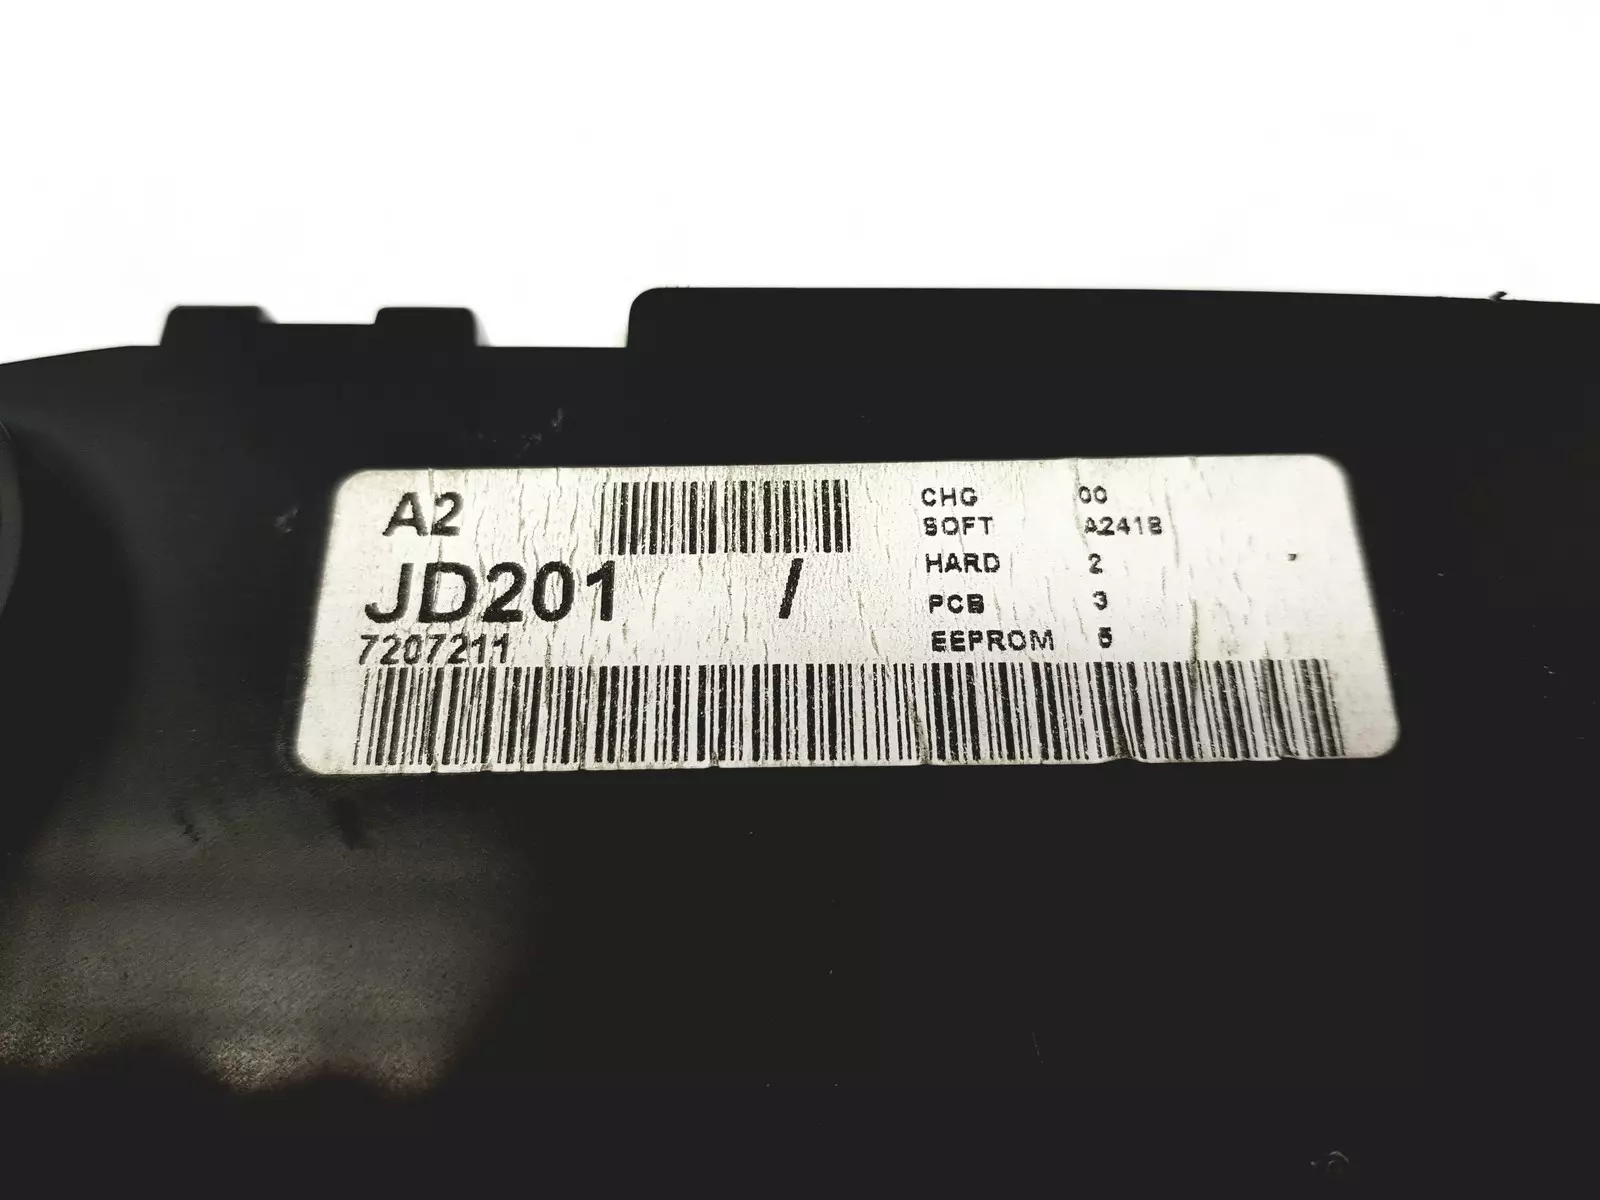 A2
JD201 /
7207211
CHG 00
SOFT A241B
HARD 2
PCB 3
EEPROM 5